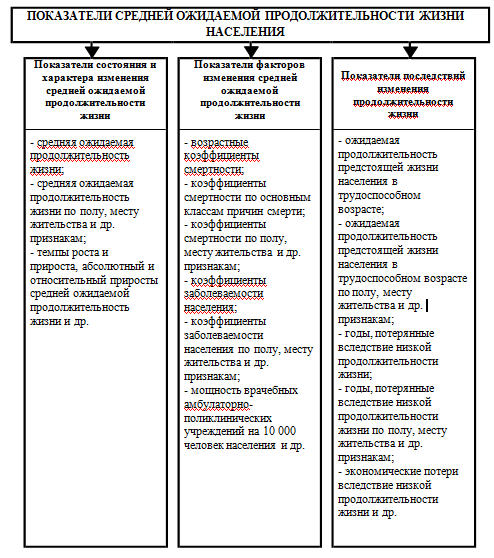 ПОКАЗАТЕЛИ СРЕДНЕЙ ОЖИДАЕМОЙ ПРОДОЛЖИТЕЛЬНОСТИ ЖИЗНИ
НАСЕЛЕНИЯ
Показатели состояния и
характера изменения
средней ожидаемой
продолжительности
жизни
- средняя ожидаемая
продолжительность
жизни;
- средняя ожидаемая
продолжительность
жизни по полу, месту
жительства и др.
признакам;
- темпы роста и
прироста, абсолютный и
относительный приросты
средней ожидаемой
продолжительность
жизни и др.
Показатели факторов
изменения средней
ожидаемой
продолжительности
жизни
- возрастные
коэффициенты
смертности;
- коэффициенты
смертности по основным
классам причин смерти;
- коэффициенты
смертности по полу,
месту жительства и др.
признакам;
- коэффициенты
заболеваемости
населения;
- коэффициенты
заболеваемости
населения по полу, месту
жительства и др.
признакам;
- мощность врачебных
амбулаторно-
поликлинических
учреждений на 10 000
человек населения и др.
Показатели последствий
изменения
продолжительности
жизни
- ожидаемая
продолжительность
предстоящей жизни
населения в
трудоспособном
возрасте;
- ожидаемая
продолжительность
предстоящей жизни
населения в
трудоспособном возрасте
по полу, месту
жительства и др.
признакам;
- годы, потерянные
вследствие низкой
продолжительности
жизни;
- годы, потерянные
вследствие низкой
продолжительности
жизни по полу, месту
жительства и др.
признакам;
- экономические потери
вследствие низкой
продолжительности
жизни и др.